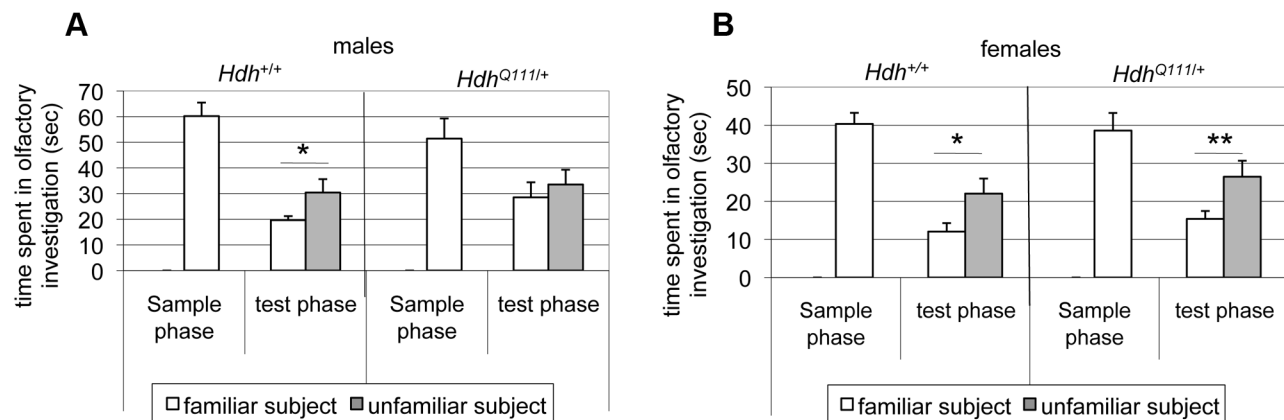 A
males
Hdh+/+
HdhQ111/+
time spent in olfactory
investigation (sec)
70
60
50
40
30
20
10
0
*
Sample
phase
test phase
Sample
phase
test phase
familiar subject
unfamiliar subject
B
females
Hdh+/+
HdhQ111/+
time spent in olfactory
investigation (sec)
50
40
30
20
10
0
*
**
Sample
phase
test phase
Sample
phase
test phase
familiar subject
unfamiliar subject